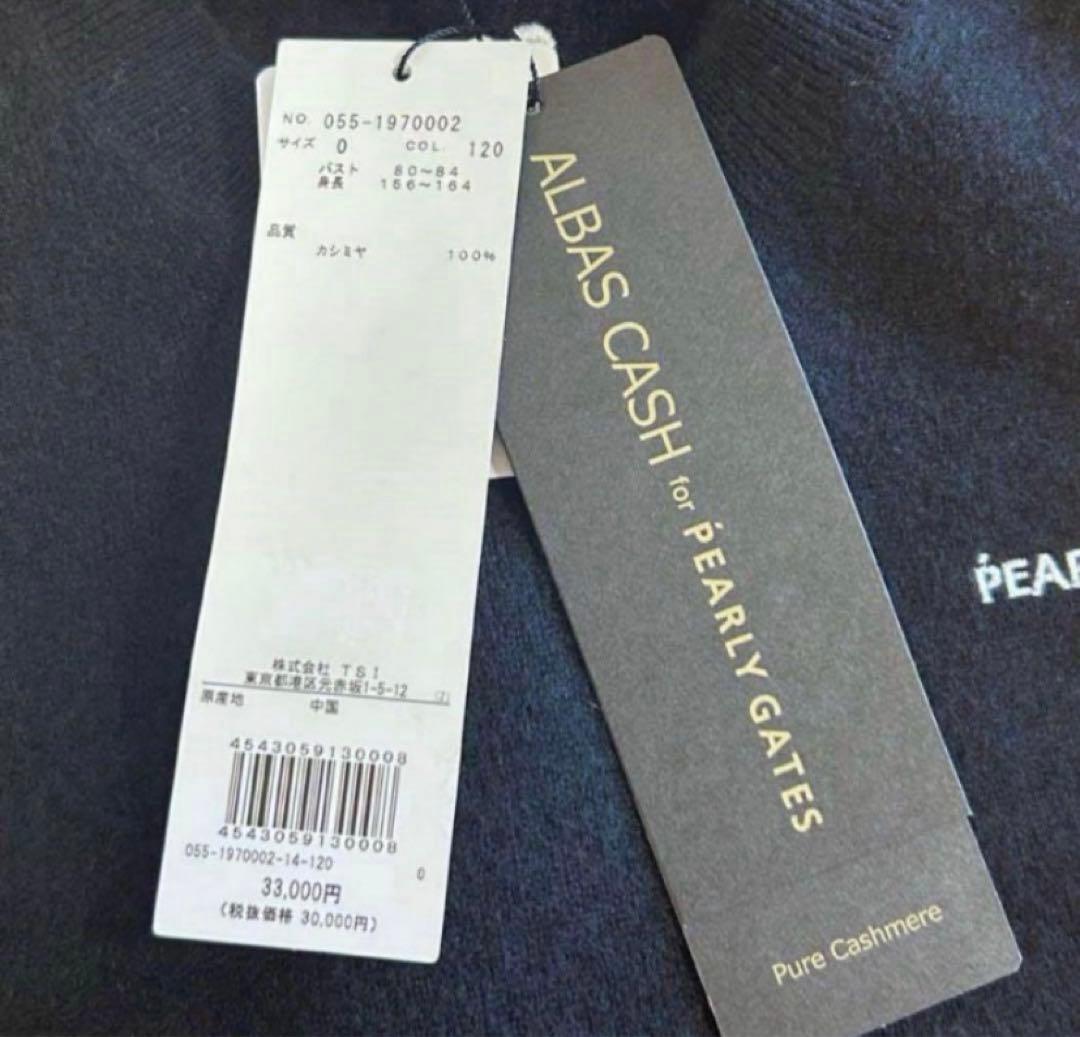 NO. 055-1970002
サイズ 0 COL. 120
バスト 80~84
身長 156~164
品質
カシミヤ 100%
株式会社 TSI
東京都港区元赤坂1-5-12 (2)
原産地 中国
4543059130008
4543059130008
055-1970002-14-120 0
33,000円
(税抜価格 30,000円)
ALBAS CASH for PEARLY GATES
Pure Cashmere
PEAR